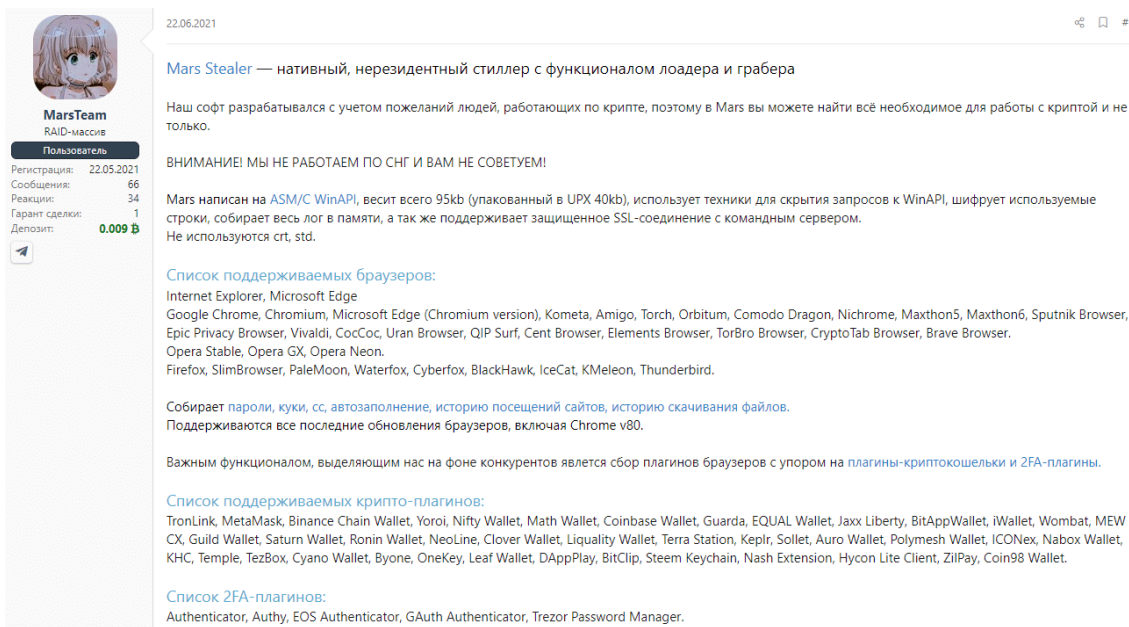 22.06.2021
#
MarsTeam
RAID-массив
Пользователь
Регистрация: 22.05.2021
Сообщения: 66
Реакции: 34
Гарант сделки: 1
Депозит: 0.009 ₿
Mars Stealer — нативный, нерезидентный стиллер с функционалом лоадера и грабера
Наш софт разрабатывался с учетом пожеланий людей, работающих по крипте, поэтому в Mars вы можете найти всё необходимое для работы с криптой и не
только.
ВНИМАНИЕ! МЫ НЕ РАБОТАЕМ ПО СНГ И ВАМ НЕ СОВЕТУЕМ!
Mars написан на ASM/C WinAPI, весит всего 95kb (упакованный в UPX 40kb), использует техники для скрытия запросов к WinAPI, шифрует используемые
строки, собирает весь лог в памяти, а так же поддерживает защищенное SSL-соединение с командным сервером.
Не используются crt, std.
Список поддерживаемых браузеров:
Internet Explorer, Microsoft Edge
Google Chrome, Chromium, Microsoft Edge (Chromium version), Kometa, Amigo, Torch, Orbitum, Comodo Dragon, Nichrome, Maxthon5, Maxthon6, Sputnik Browser,
Epic Privacy Browser, Vivaldi, CocCoc, Uran Browser, QIP Surf, Cent Browser, Elements Browser, TorBro Browser, CryptoTab Browser, Brave Browser.
Opera Stable, Opera GX, Opera Neon.
Firefox, SlimBrowser, PaleMoon, Waterfox, Cyberfox, BlackHawk, IceCat, KMeleon, Thunderbird.
Собирает пароли, куки, сс, автозаполнение, историю посещений сайтов, историю скачивания файлов.
Поддерживаются все последние обновления браузеров, включая Chrome v80.
Важным функционалом, выделяющим нас на фоне конкурентов явлется сбор плагинов браузеров с упором на плагины-криптокошельки и 2FA-плагины.
Список поддерживаемых крипто-плагинов:
TronLink, MetaMask, Binance Chain Wallet, Yoroi, Nifty Wallet, Math Wallet, Coinbase Wallet, Guarda, EQUAL Wallet, Jaxx Liberty, BitAppWallet, iWallet, Wombat, MEW
CX, Guild Wallet, Saturn Wallet, Ronin Wallet, NeoLine, Clover Wallet, Liquality Wallet, Terra Station, Keplr, Sollet, Auro Wallet, Polymesh Wallet, ICONex, Nabox Wallet,
KHC, Temple, TezBox, Cyano Wallet, Byone, OneKey, Leaf Wallet, DAppPlay, BitClip, Steem Keychain, Nash Extension, Hycon Lite Client, ZilPay, Coin98 Wallet.
Список 2FA-плагинов:
Authenticator, Authy, EOS Authenticator, GAuth Authenticator, Trezor Password Manager.